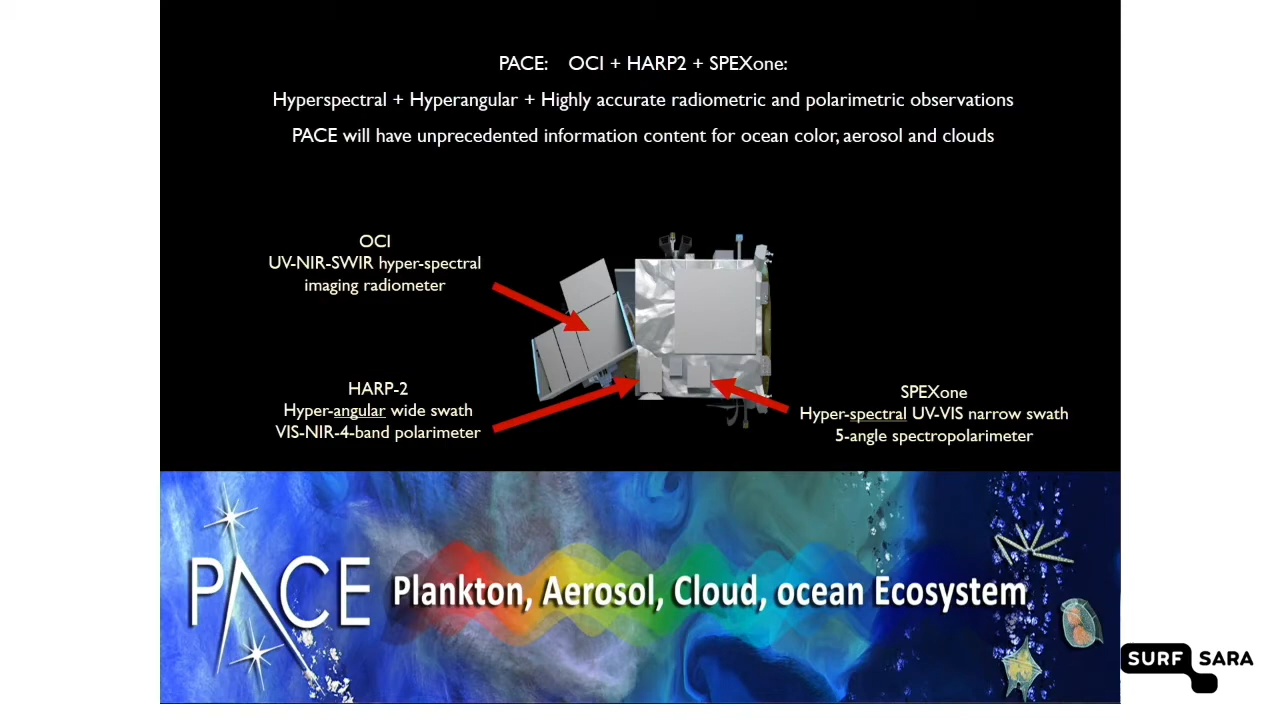 PACE: OCI + HARP2 + SPEXone:
Hyperspectral + Hyperangular + Highly accurate radiometric and polarimetric observations
PACE will have unprecedented information content for ocean color, aerosol and clouds
OCI
UV-NIR-SWIR hyper-spectral
imaging radiometer
HARP-2
Hyper-angular wide swath
VIS-NIR-4-band polarimeter
SPEXone
Hyper-spectral UV-VIS narrow swath
5-angle spectropolarimeter
PACE
Plankton, Aerosol, Cloud, ocean Ecosystem
SURF SARA